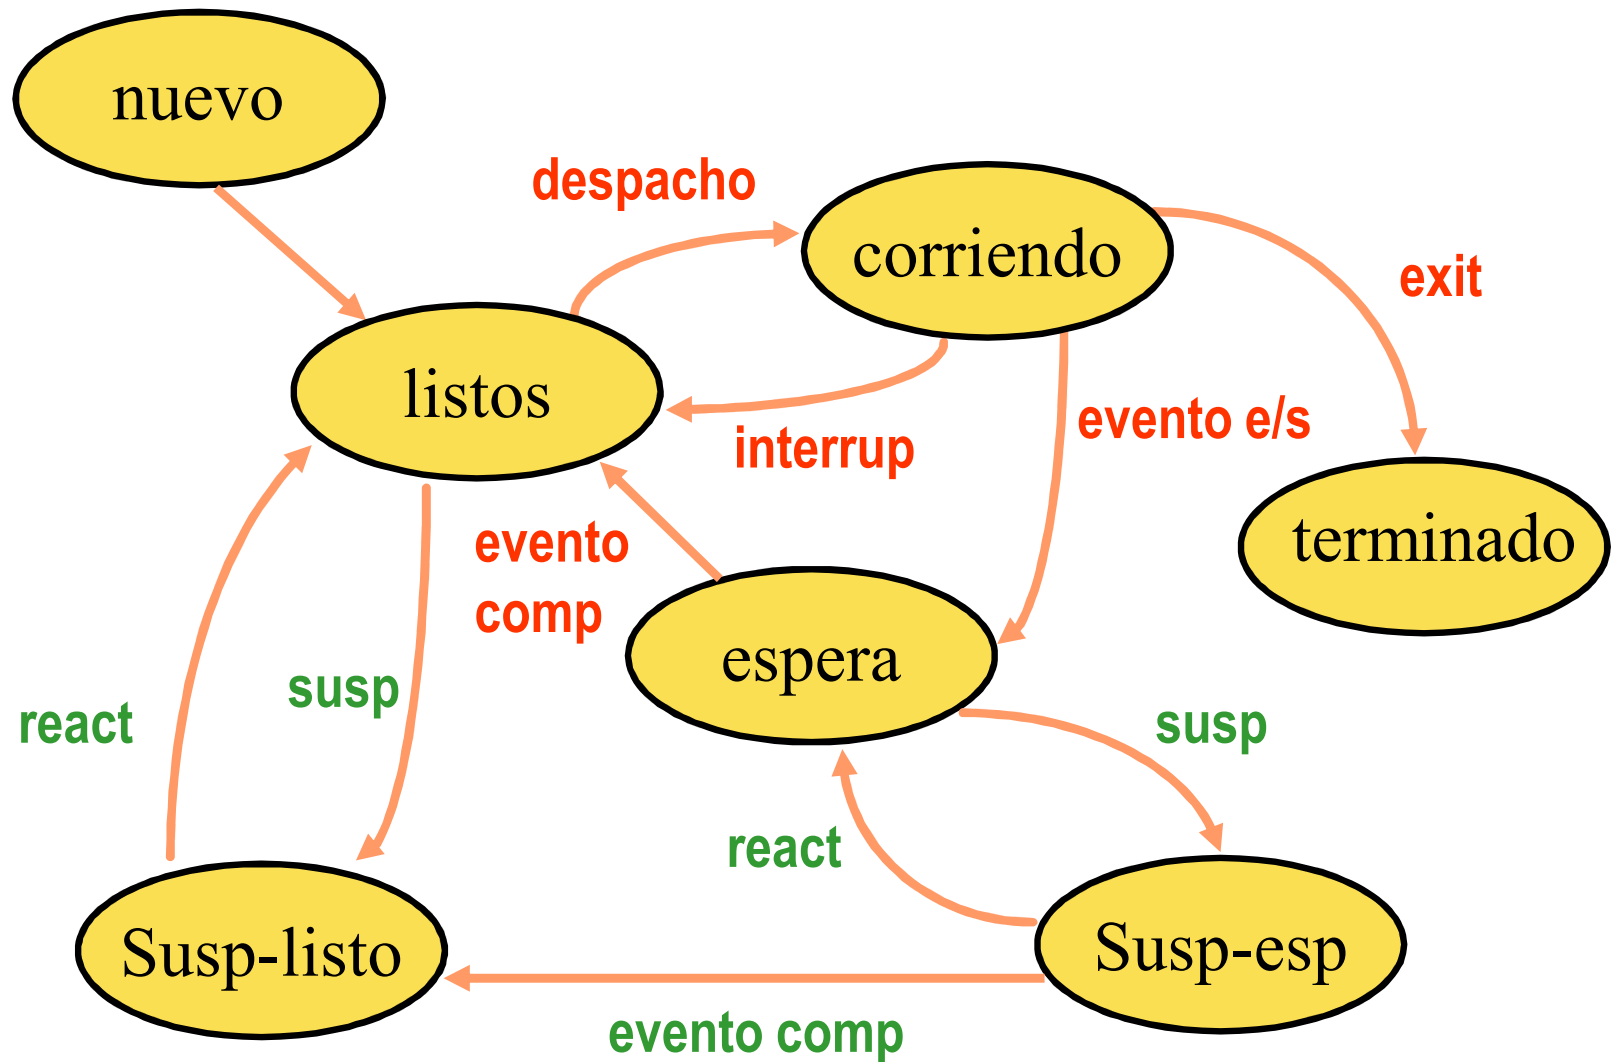 nuevo
despacho
corriendo
exit
listos
interrup
evento e/s
evento
comp
terminado
espera
susp
react
susp
react
Susp-listo
Susp-esp
evento comp